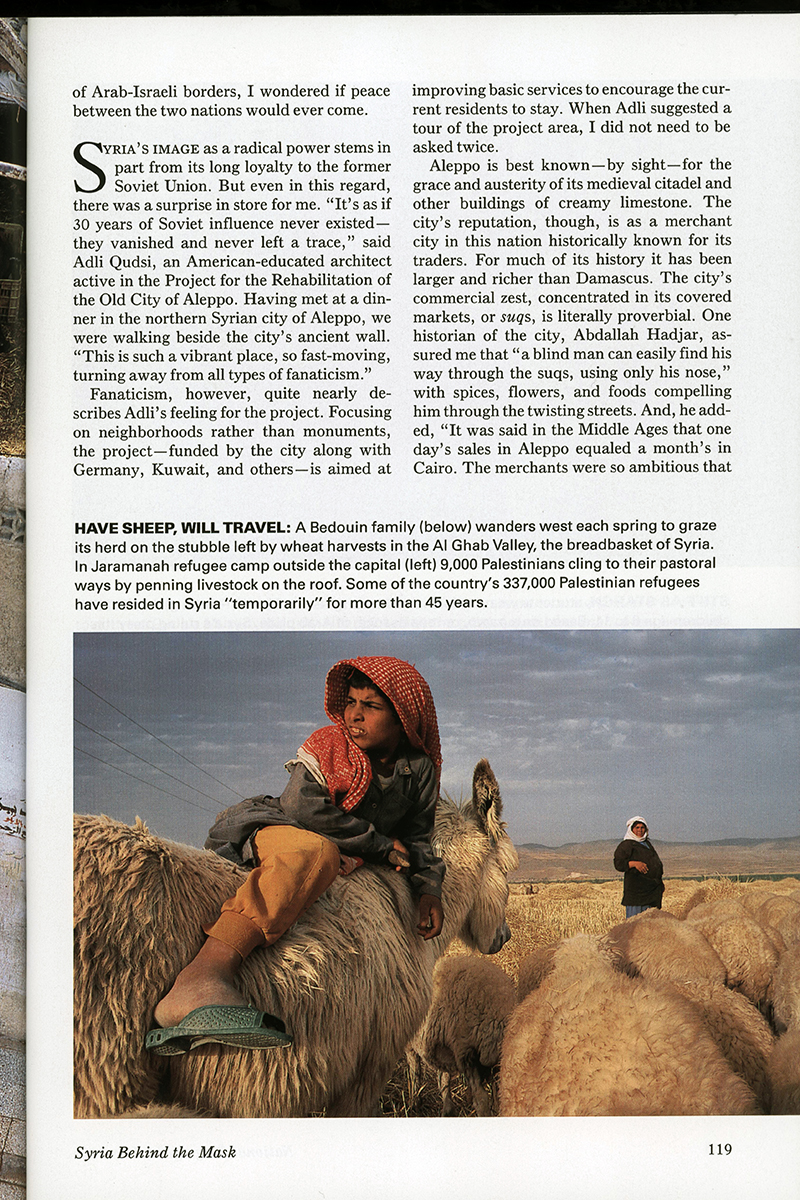 of Arab-Israeli borders, I wondered if peace
between the two nations would ever come.
SYRIA'S IMAGE as a radical power stems in
part from its long loyalty to the former
Soviet Union. But even in this regard,
there was a surprise in store for me. "It's as if
30 years of Soviet influence never existed—
they vanished and never left a trace," said
Adli Qudsi, an American-educated architect
active in the Project for the Rehabilitation of
the Old City of Aleppo. Having met at a din-
ner in the northern Syrian city of Aleppo, we
were walking beside the city's ancient wall.
"This is such a vibrant place, so fast-moving,
turning away from all types of fanaticism."
Fanaticism, however, quite nearly de-
scribes Adli's feeling for the project. Focusing
on neighborhoods rather than monuments,
the project—funded by the city along with
Germany, Kuwait, and others—is aimed at
improving basic services to encourage the cur-
rent residents to stay. When Adli suggested a
tour of the project area, I did not need to be
asked twice.
Aleppo is best known—by sight—for the
grace and austerity of its medieval citadel and
other buildings of creamy limestone. The
city's reputation, though, is as a merchant
city in this nation historically known for its
traders. For much of its history it has been
larger and richer than Damascus. The city's
commercial zest, concentrated in its covered
markets, or suqs, is literally proverbial. One
historian of the city, Abdallah Hadjar, as-
sured me that "a blind man can easily find his
way through the suqs, using only his nose,"
with spices, flowers, and foods compelling
him through the twisting streets. And, he add-
ed, "It was said in the Middle Ages that one
day's sales in Aleppo equaled a month's in
Cairo. The merchants were so ambitious that
HAVE SHEEP, WILL TRAVEL: A Bedouin family (below) wanders west each spring to graze
its herd on the stubble left by wheat harvests in the Al Ghab Valley, the breadbasket of Syria.
In Jaramanah refugee camp outside the capital (left) 9,000 Palestinians cling to their pastoral
ways by penning livestock on the roof. Some of the country's 337,000 Palestinian refugees
have resided in Syria "temporarily" for more than 45 years.
Syria Behind the Mask
119